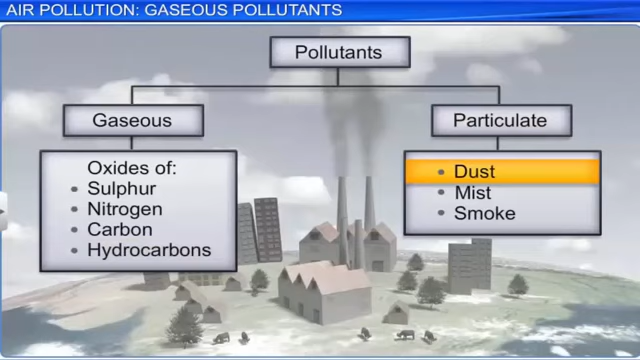 AIR POLLUTION: GASEOUS POLLUTANTS
Pollutants
Gaseous
Particulate
Oxides of:
• Sulphur
• Nitrogen
• Carbon
• Hydrocarbons
• Dust
• Mist
• Smoke